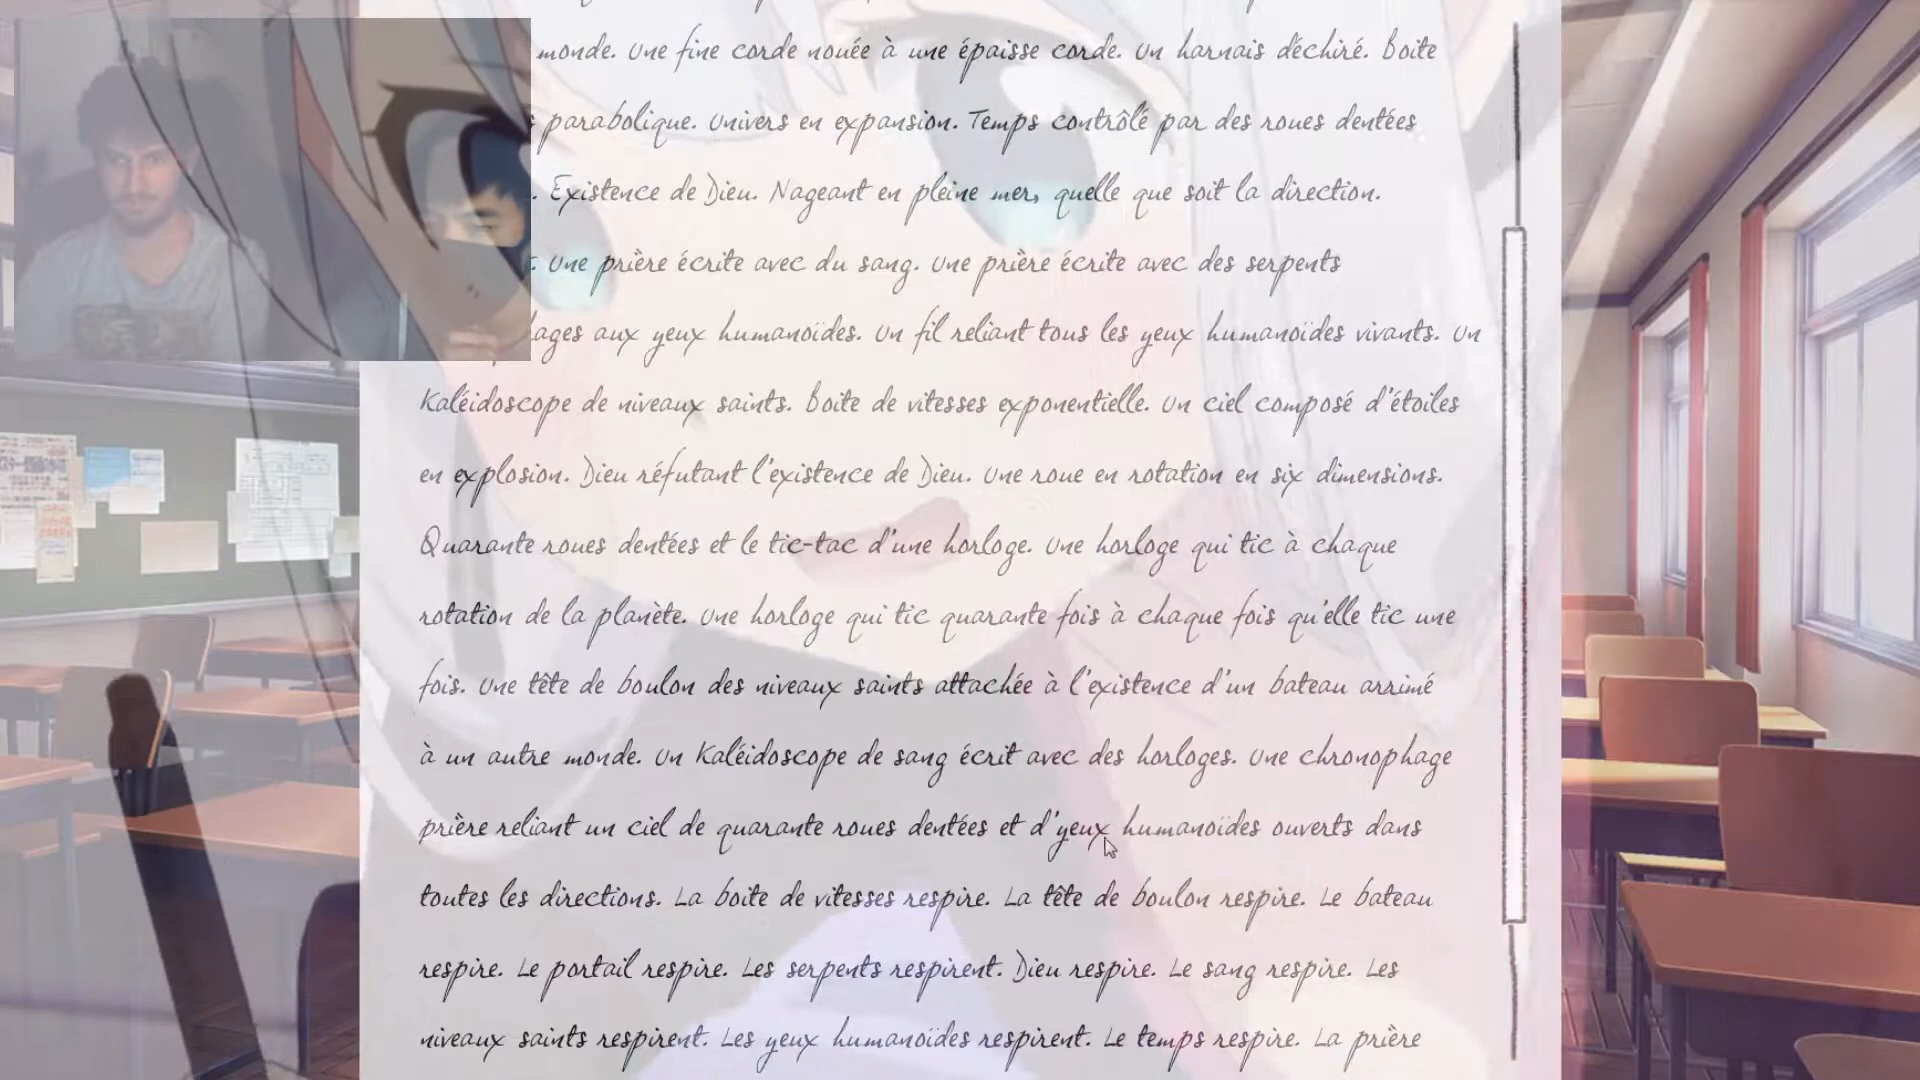 monde. Une fine corde nouée à une épaisse corde. Un harnais déchiré. Boite
parabolique. Univers en expansion. Temps contrôlé par des roues dentées
. Existence de Dieu. Nageant en pleine mer, quelle que soit la direction.
: Une prière écrite avec du sang. Une prière écrite avec des serpents
ages aux yeux humanoïdes. Un fil reliant tous les yeux humanoïdes vivants. Un
Kaléidoscope de niveaux saints. Boite de vitesses exponentielle. Un ciel composé d'étoiles
en explosion. Dieu réfutant l'existence de Dieu. Une roue en rotation en six dimensions.
Quarante roues dentées et le tic-tac d'une horloge. Une horloge qui tic à chaque
rotation de la planète. Une horloge qui tic quarante fois à chaque fois qu'elle tic une
fois. Une tête de boulon des niveaux saints attachée à l'existence d'un bateau arrimé
à un autre monde. Un Kaléidoscope de sang écrit avec des horloges. Une chronophage
prière reliant un ciel de quarante roues dentées et d'yeux humanoïdes ouverts dans
toutes les directions. La boite de vitesses respire. La tête de boulon respire. Le bateau
respire. Le portail respire. Les serpents respirent. Dieu respire. Le sang respire. Les
niveaux saints respirent. Les yeux humanoïdes respirent. Le temps respire. La prière